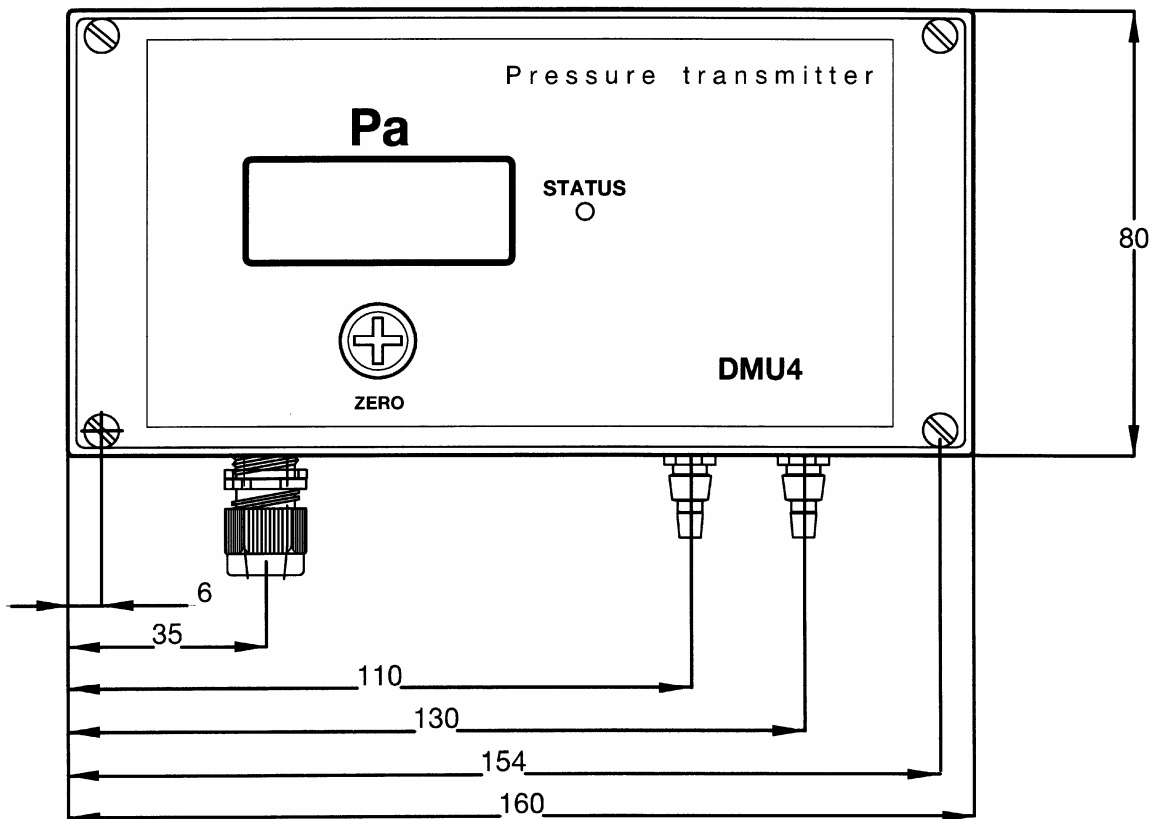 Pressure transmitter
Pa
STATUS
80
DMU4
ZERO
6
35
110
130
154
160